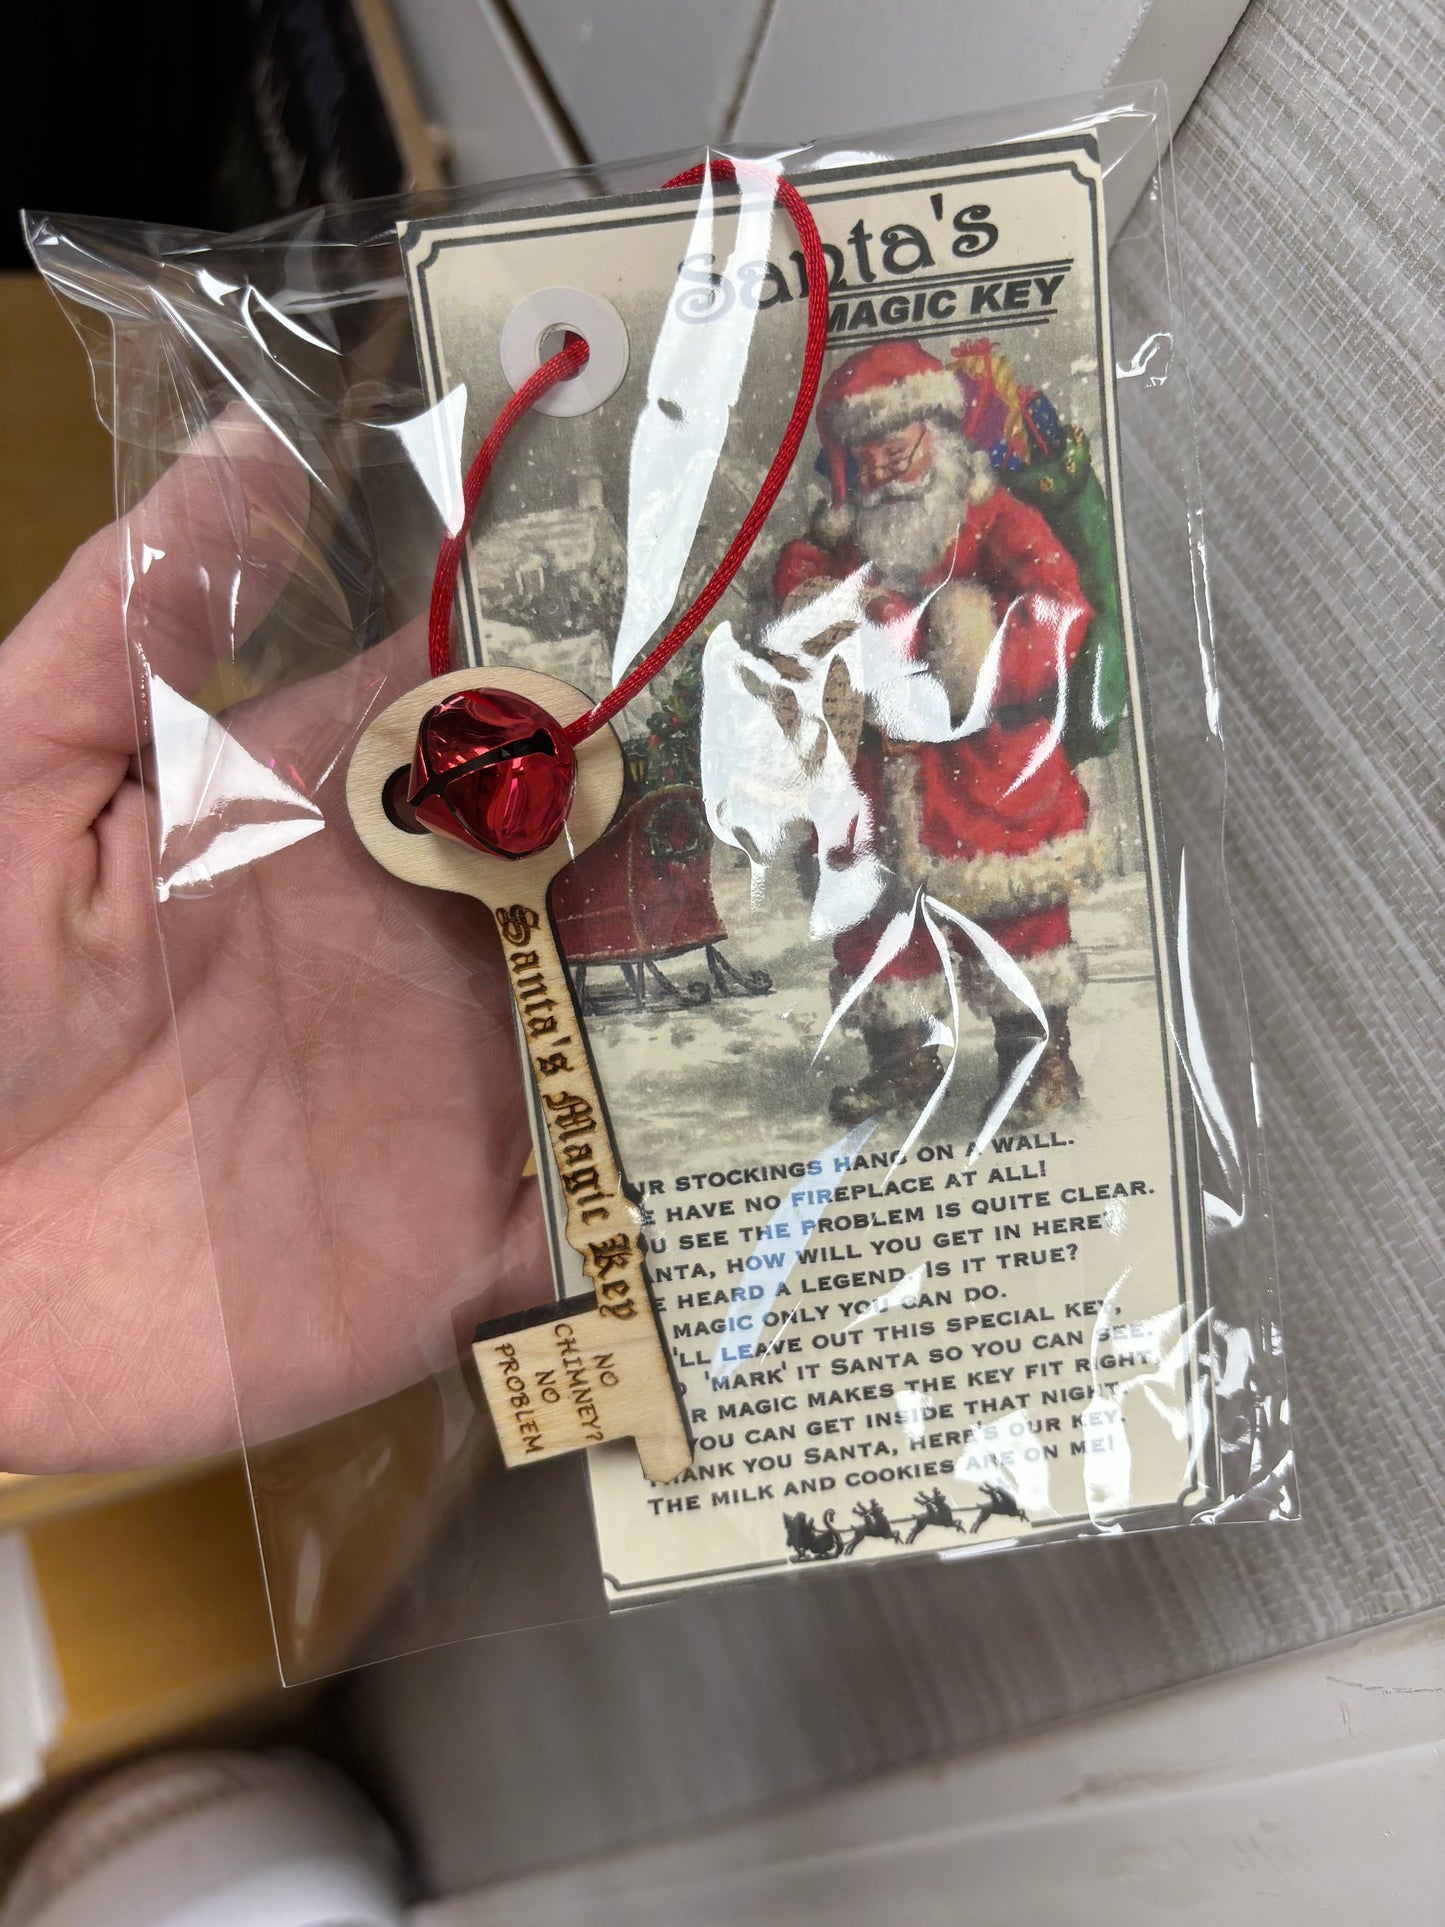 Santa's
MAGIC KEY
Santa's Magic Key
NO
CHIMNEY?
NO
PROBLEM
STOCKINGS HANG ON A WALL.
HAVE NO FIREPLACE AT ALL!
SEE THE PROBLEM IS QUITE CLEAR.
HOW WILL YOU GET IN HERE?
HEARD A LEGEND. IS IT TRUE?
MAGIC ONLY YOU CAN DO.
LEAVE OUT THIS SPECIAL KEY,
'MARK' IT SANTA SO YOU CAN SEE.
MAGIC MAKES THE KEY FIT RIGHT,
YOU CAN GET INSIDE THAT NIGHT.
THANK YOU SANTA, HERE'S OUR KEY.
THE MILK AND COOKIES ARE ON ME!